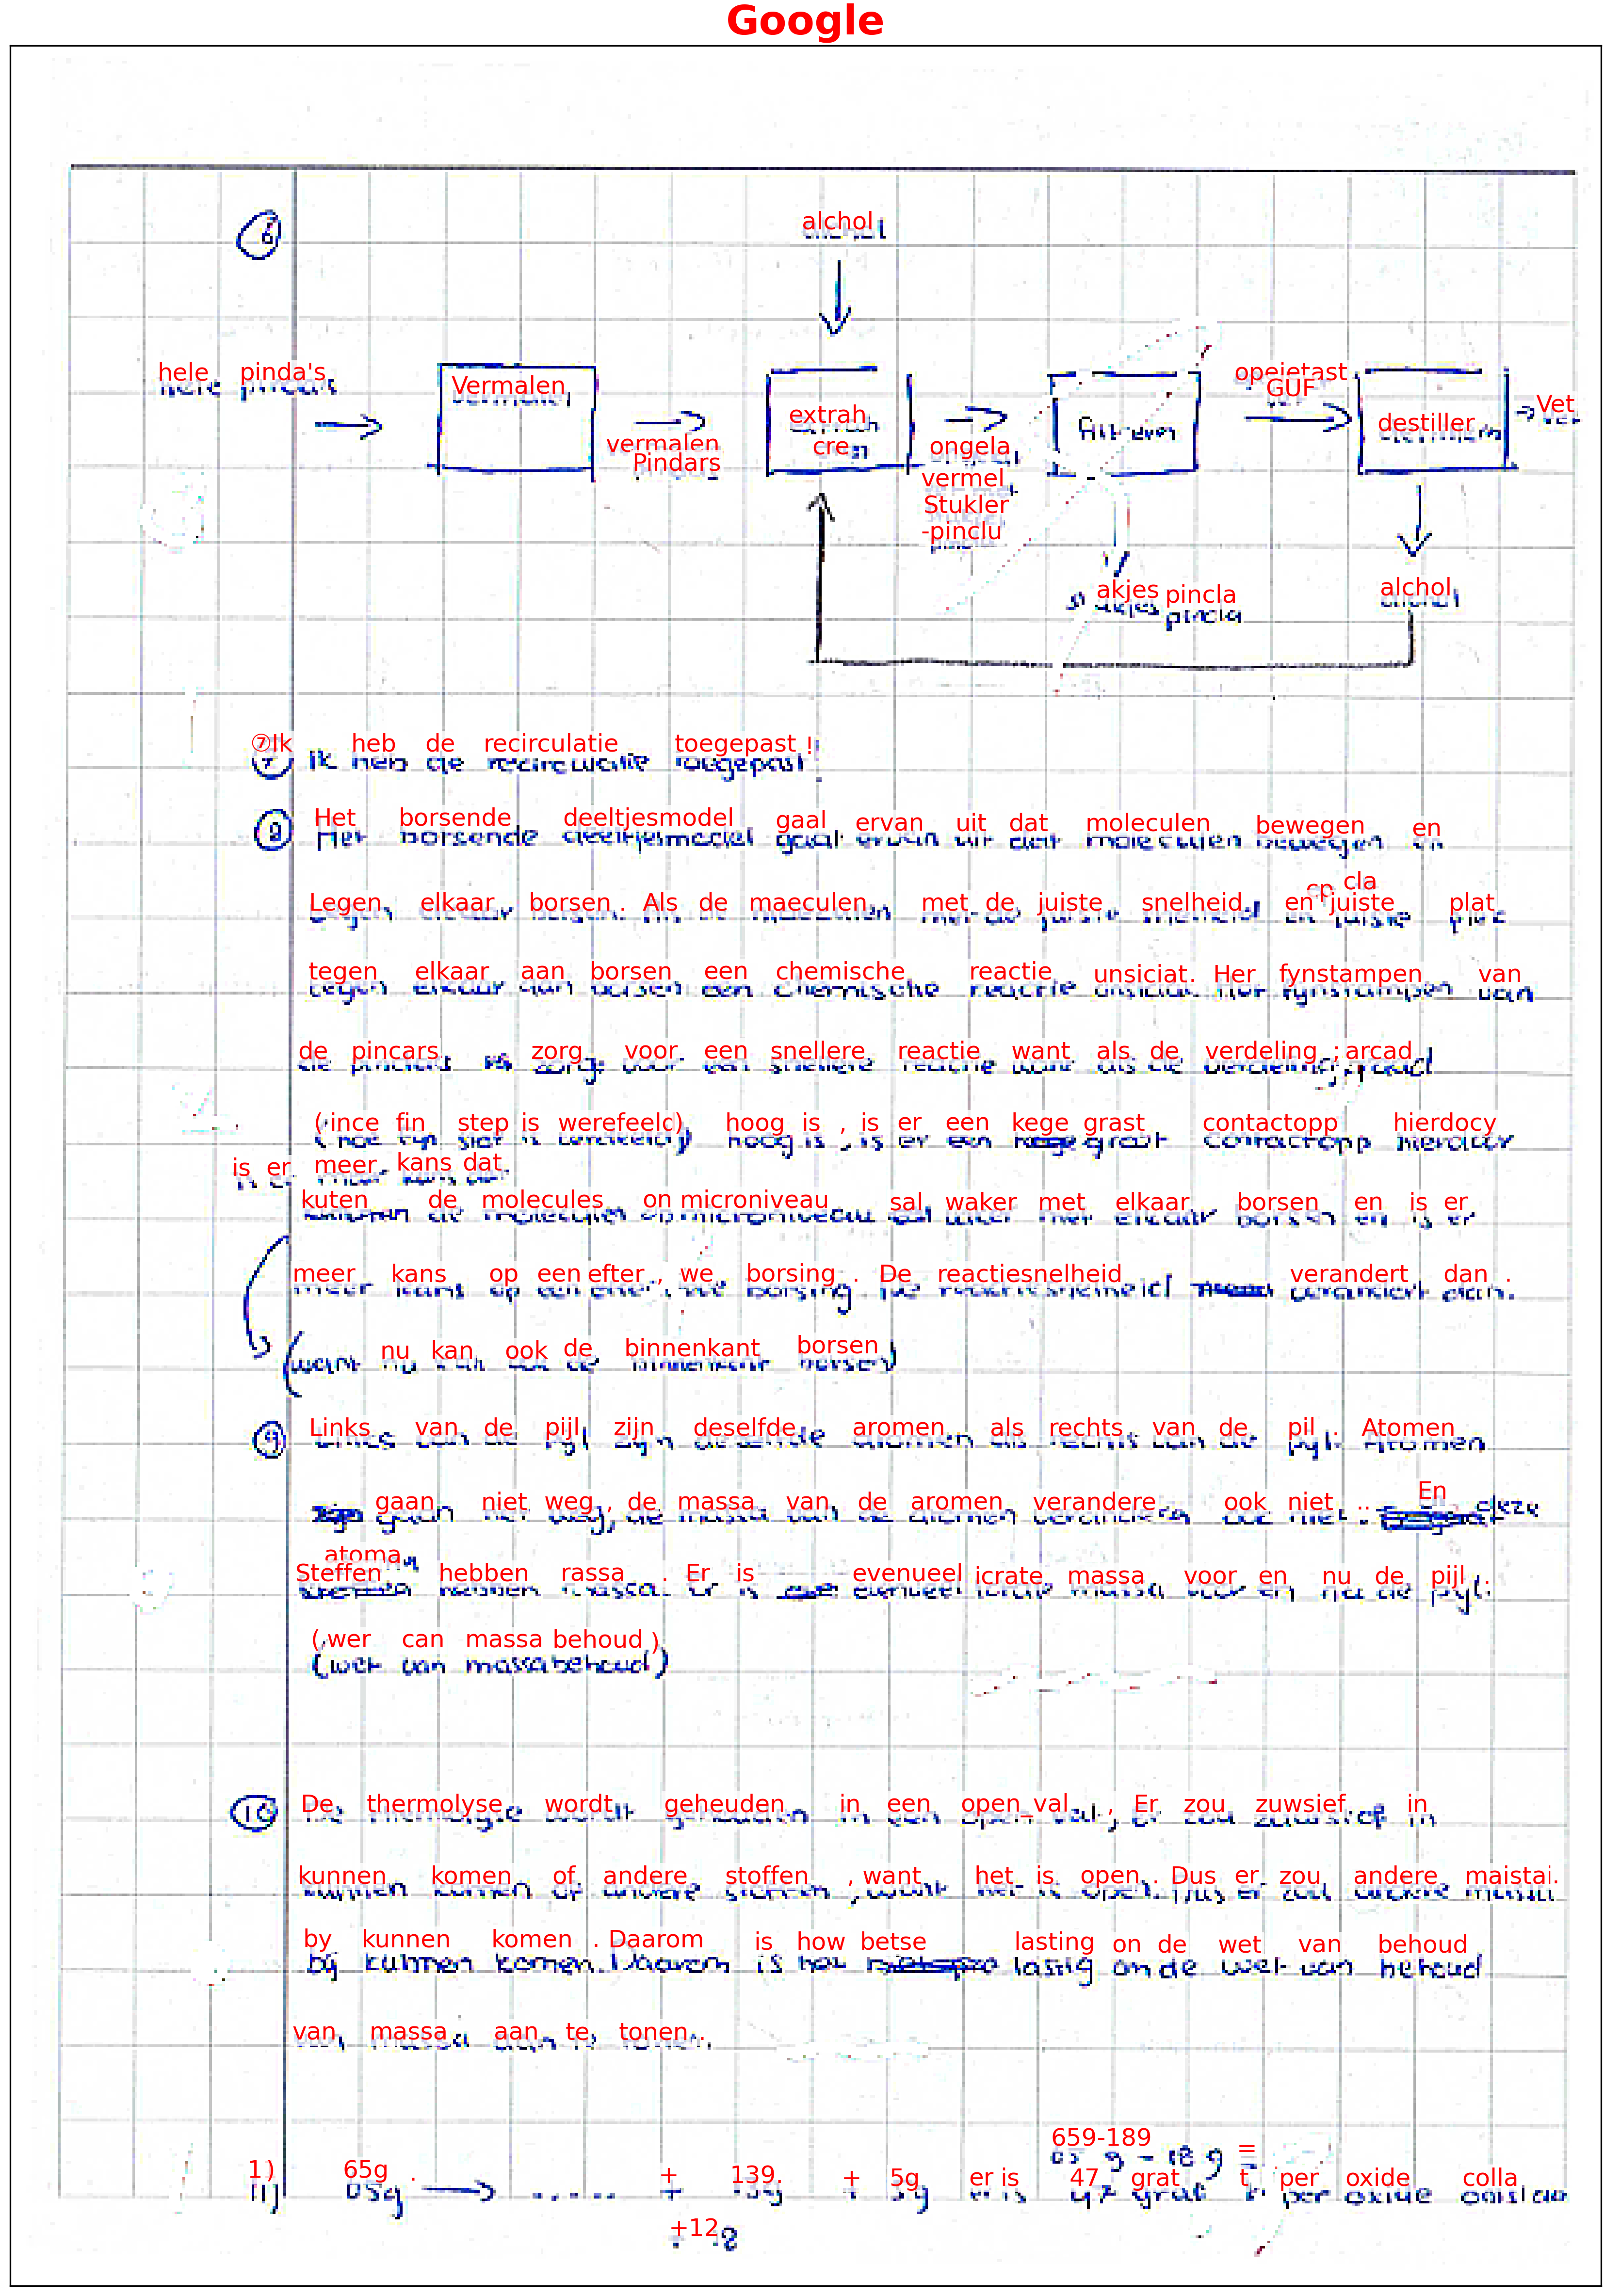 Google
6
alchol
hele pinda's
Vermalen
vermalen
Pindars
extrah
cre
ongela
vermel
Stukler
-pinclu
filtreren
opeietast
GUF
destiller
Vet
akjes pincla
alchol
⑦Ik heb de recirculatie toegepast !
8 Het borsende deeltjesmodel gaal ervan uit dat moleculen bewegen en
cp cla
Legen elkaar borsen . Als de maeculen met de juiste snelheid en juiste plat
tegen elkaar aan borsen een chemische reactie unsiciat. Her fynstampen van
de pincars zorg voor een snellere reactie want als de verdeling ; arcad
( ince fin step is werefeelc) hoog is , is er een kege grast contactopp hierdocy
is er meer kans dat
kuten de molecules on microniveau sal waker met elkaar borsen en is er
meer kans op een efter , we borsing . De reactiesnelheid verandert dan .
(want nu kan ook de binnenkant borsen)
9 Links van de pijl zijn deselfde aromen als rechts van de pil . Atomen
gaan niet weg , de massa van de aromen verandere ook niet .. En deze
atoma
Steffen hebben rassa . Er is evenueel icrate massa voor en nu de pijl .
( wer can massa behoud )
10 De thermolyse wordt geheuden in een open val , Er zou zuwsief in
kunnen komen of andere stoffen , want het is open . Dus er zou andere maistai.
by kunnen komen . Daarom is how betse lasting on de wet van behoud
van massa aan te tonen .
659-189 =
1) 65g . + 139. + 5g er is 47 grat t per oxide colla
+12